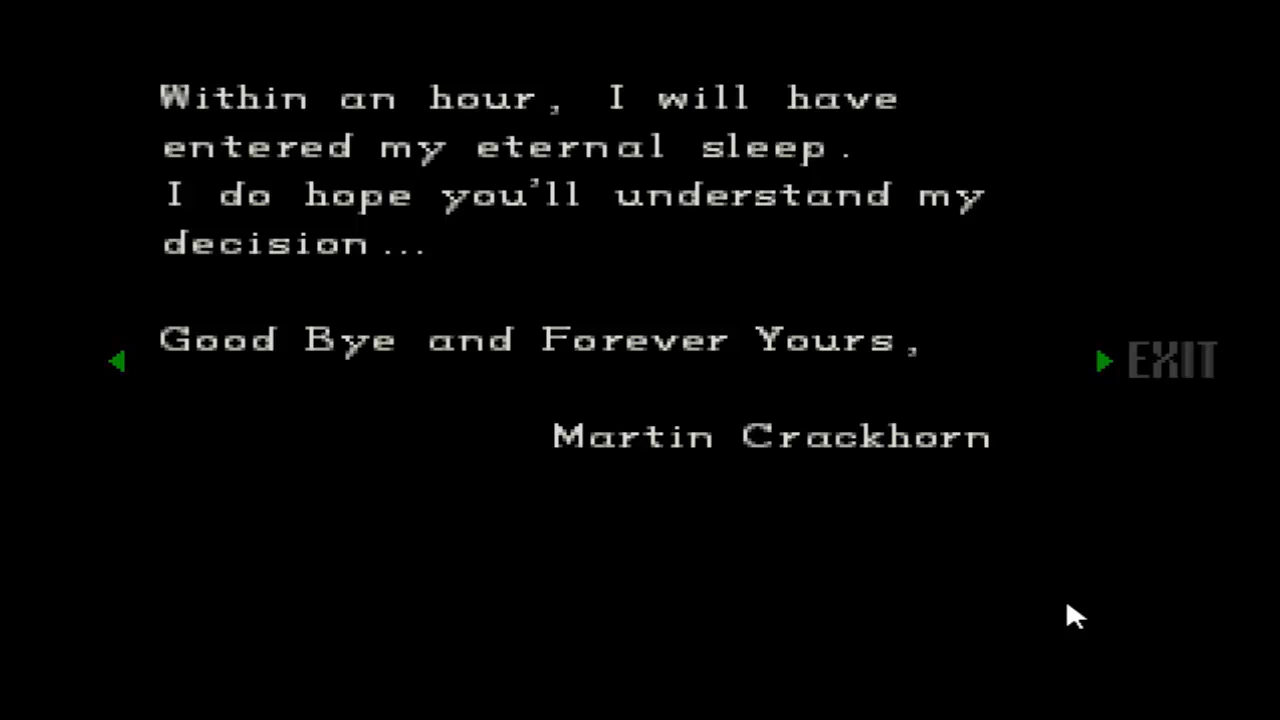 Within an hour, I will have
entered my eternal sleep.
I do hope you'll understand my
decision...
Good Bye and Forever Yours,
EXIT
Martin Crackhorn